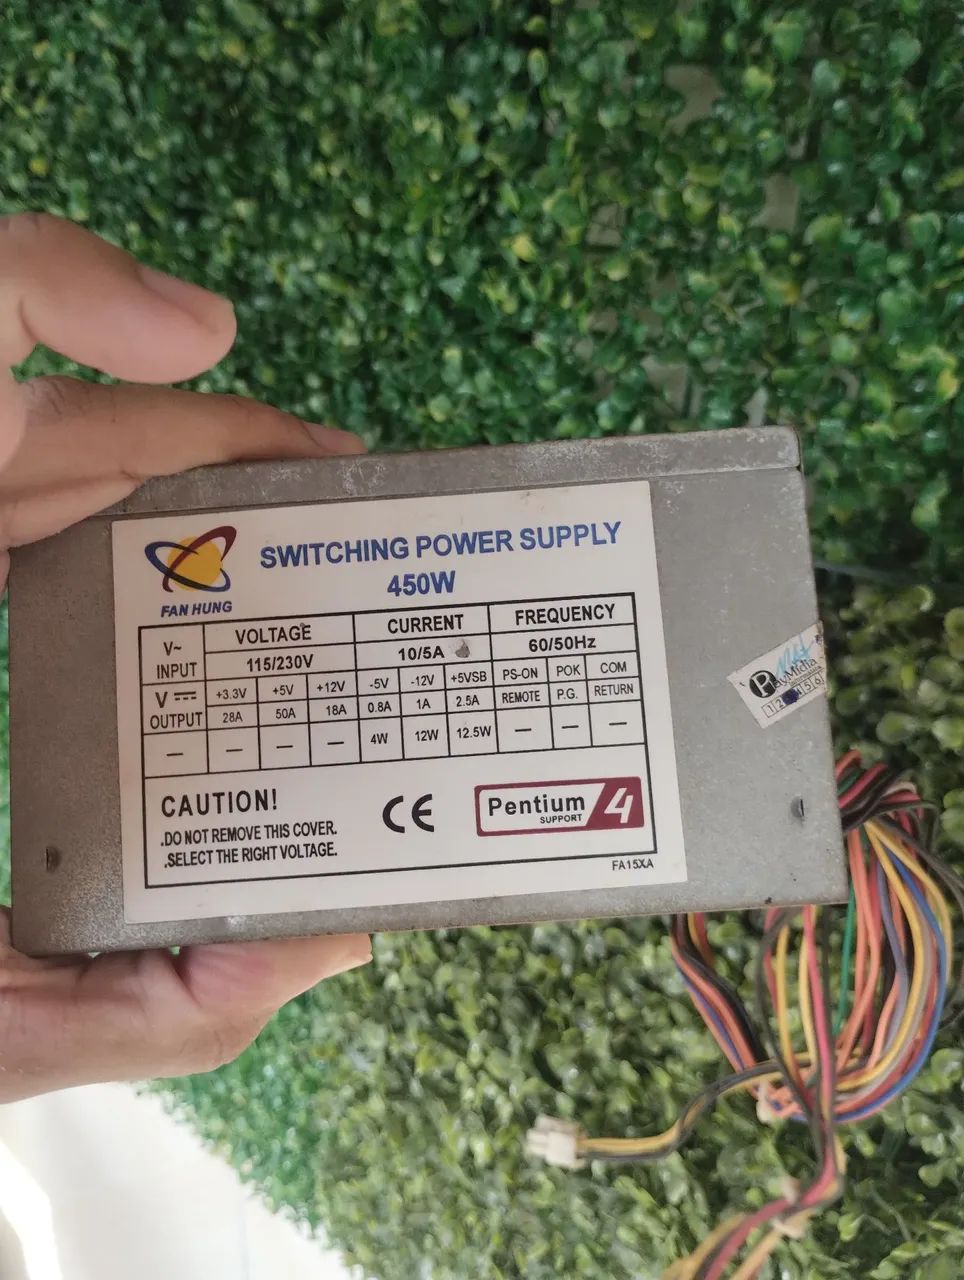 FAN HUNG
SWITCHING POWER SUPPLY
450W
V~ INPUT VOLTAGE CURRENT FREQUENCY
115/230V 10/5A 60/50Hz
V OUTPUT +3.3V +5V +12V -5V -12V +5VSB PS-ON POK COM
28A 50A 18A 0.8A 1A 2.5A REMOTE P.G. RETURN
— — — — 4W 12W 12.5W — — —
CAUTION!
.DO NOT REMOVE THIS COVER.
.SELECT THE RIGHT VOLTAGE.
CE
Pentium 4
SUPPORT
FA15XA
PlayMidia